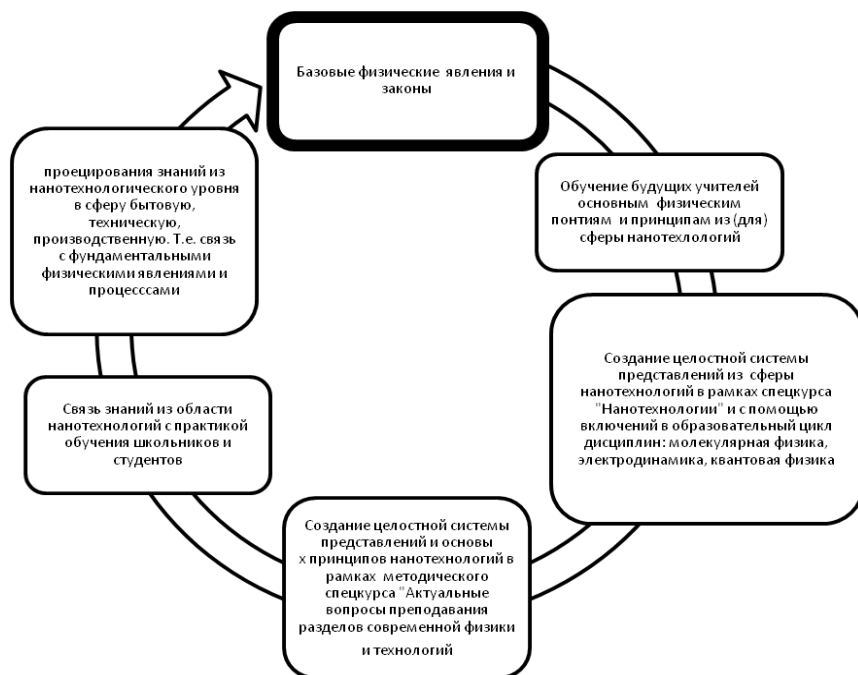 Базовые физические явления и
законы
Обучение будущих учителей
основным физическим
понтиям и принципам из (для)
сферы нанотехлологий
Создание целостной системы
представлений из сферы
нанотехнологий в рамках спецкурса
"Нанотехнологии" и с помощью
включений в образовательный цикл
дисциплин: молекулярная физика,
электродинамика, квантовая физика
Создание целостной системы
представлений и основы
х принципов нанотехнологий в
рамках методического
спецкурса "Актуальные
вопросы преподавания
разделов современной физики
и технологий
Связь знаний из области
нанотехнологий с практикой
обучения школьников и
студентов
проецирования знаний из
нанотехнологического уровня
в сферу бытовую,
техническую,
производственную. Т.е. связь
с фундаментальными
физическими явлениями и
процесссами